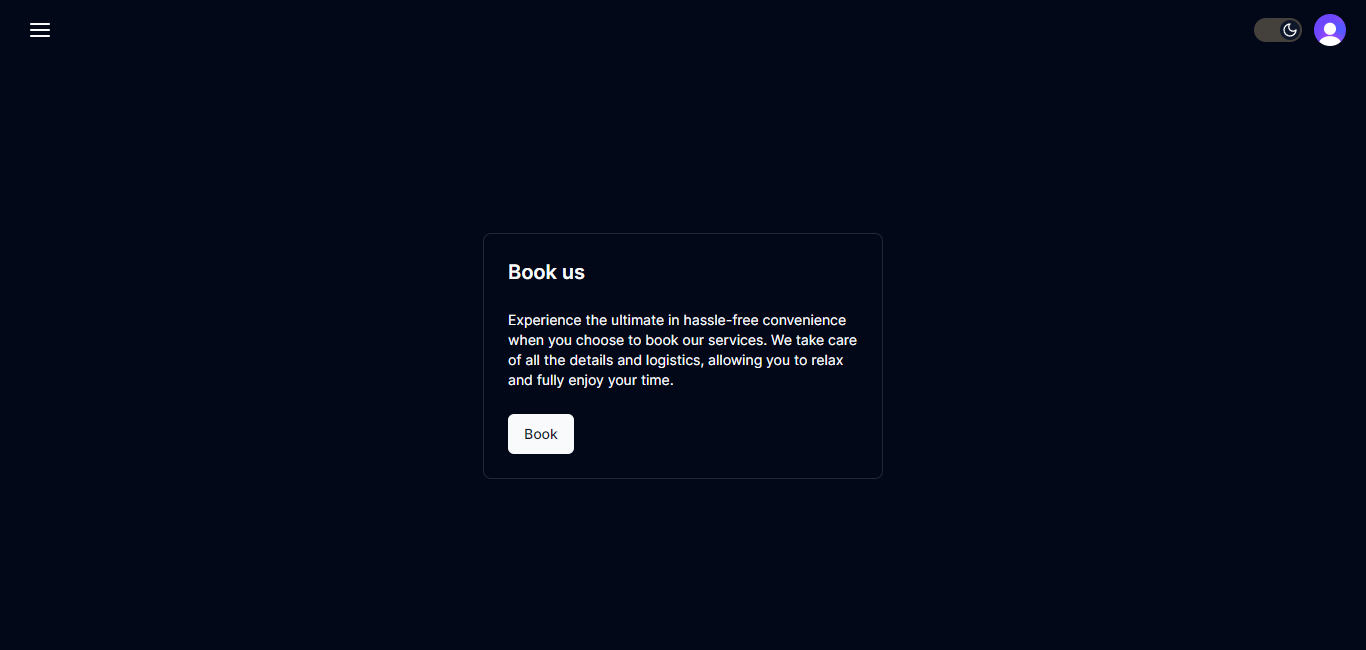 Book us
Experience the ultimate in hassle-free convenience
when you choose to book our services. We take care
of all the details and logistics, allowing you to relax
and fully enjoy your time.
Book